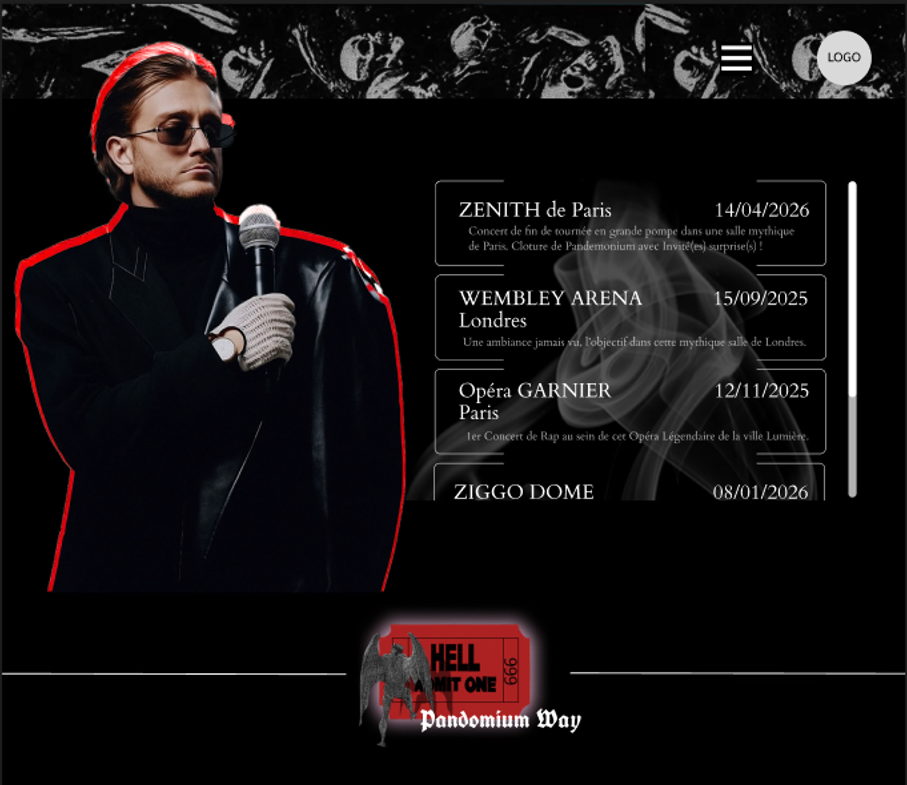 LOGO
ZENITH de Paris 14/04/2026
Concert de fin de tournée en grande pompe dans une salle mythique
de Paris. Cloture de Pandemonium avec Invité(es) surprise(s) !
WEMBLEY ARENA 15/09/2025
Londres
Une ambiance jamais vu, l'objectif dans cette mythique salle de Londres.
Opéra GARNIER 12/11/2025
Paris
1er Concert de Rap au sein de cet Opéra Légendaire de la ville Lumière.
ZIGGO DOME 08/01/2026
HELL
ADMIT ONE
666
Pandomium Way